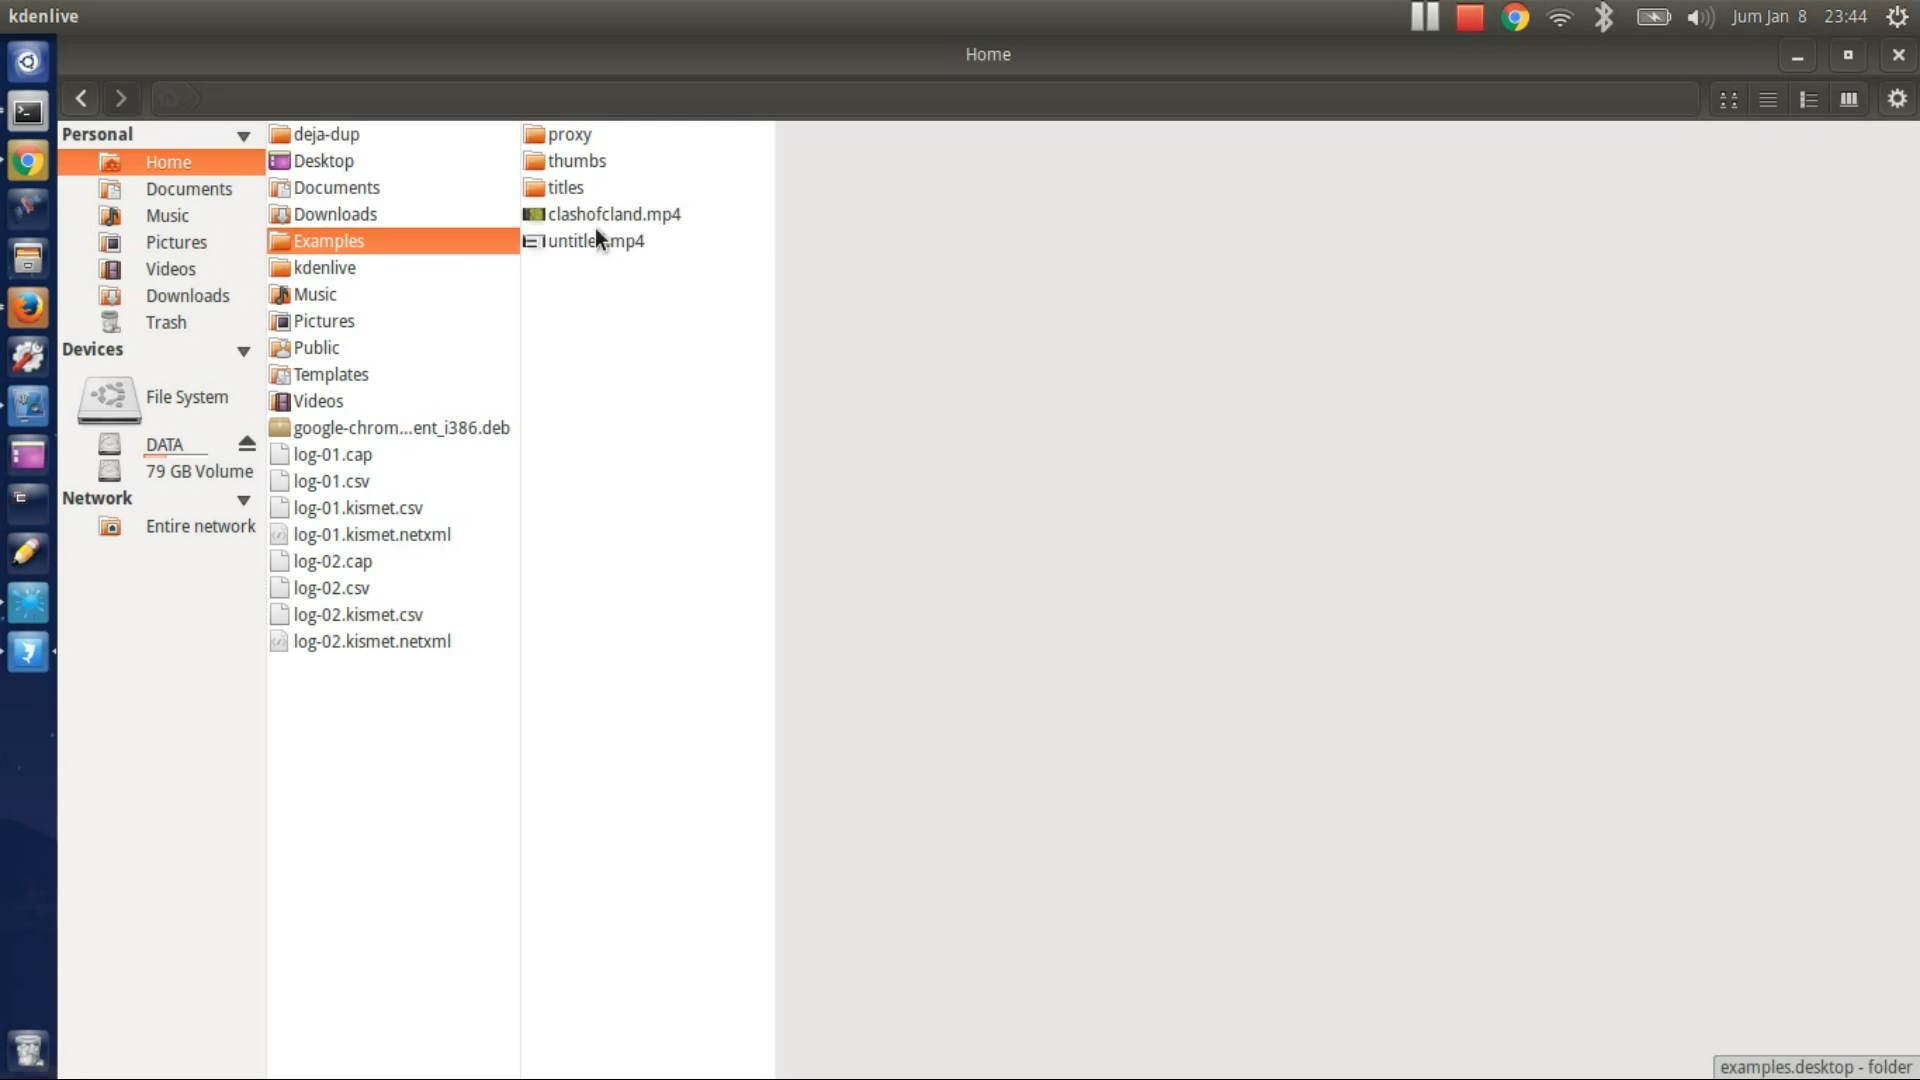 kdenlive
Jum Jan 8 23:44
Home
Personal
Home
Documents
Music
Pictures
Videos
Downloads
Trash
Devices
File System
DATA
79 GB Volume
Network
Entire network
deja-dup
Desktop
Documents
Downloads
Examples
kdenlive
Music
Pictures
Public
Templates
Videos
google-chrom...ent_i386.deb
log-01.cap
log-01.csv
log-01.kismet.csv
log-01.kismet.netxml
log-02.cap
log-02.csv
log-02.kismet.csv
log-02.kismet.netxml
proxy
thumbs
titles
clashofcland.mp4
examples.desktop - folder